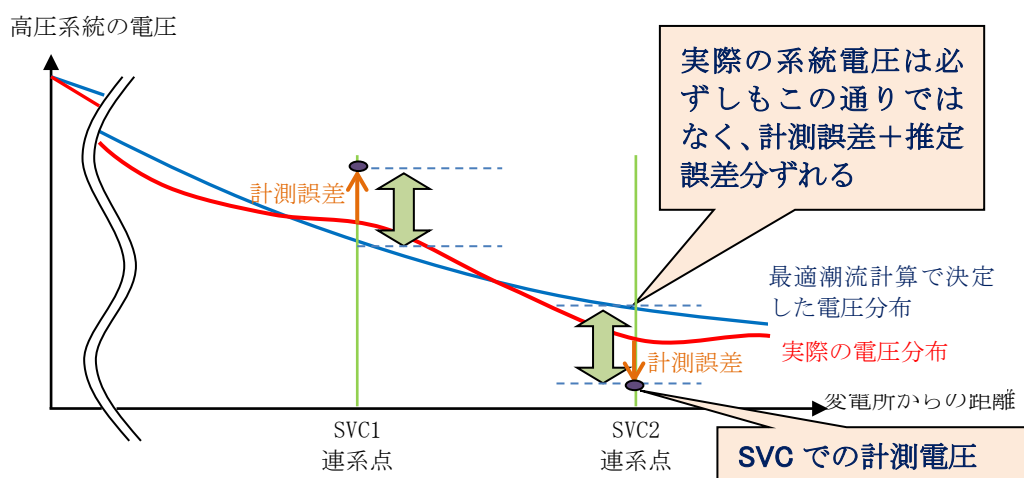 高圧系統の電圧
実際の系統電圧は必
ずしもこの通りでは
なく、計測誤差＋推定
誤差分ずれる
計測誤差
最適潮流計算で決定
した電圧分布
実際の電圧分布
計測誤差
変電所からの距離
SVC1
連系点
SVC2
連系点
SVC での計測電圧